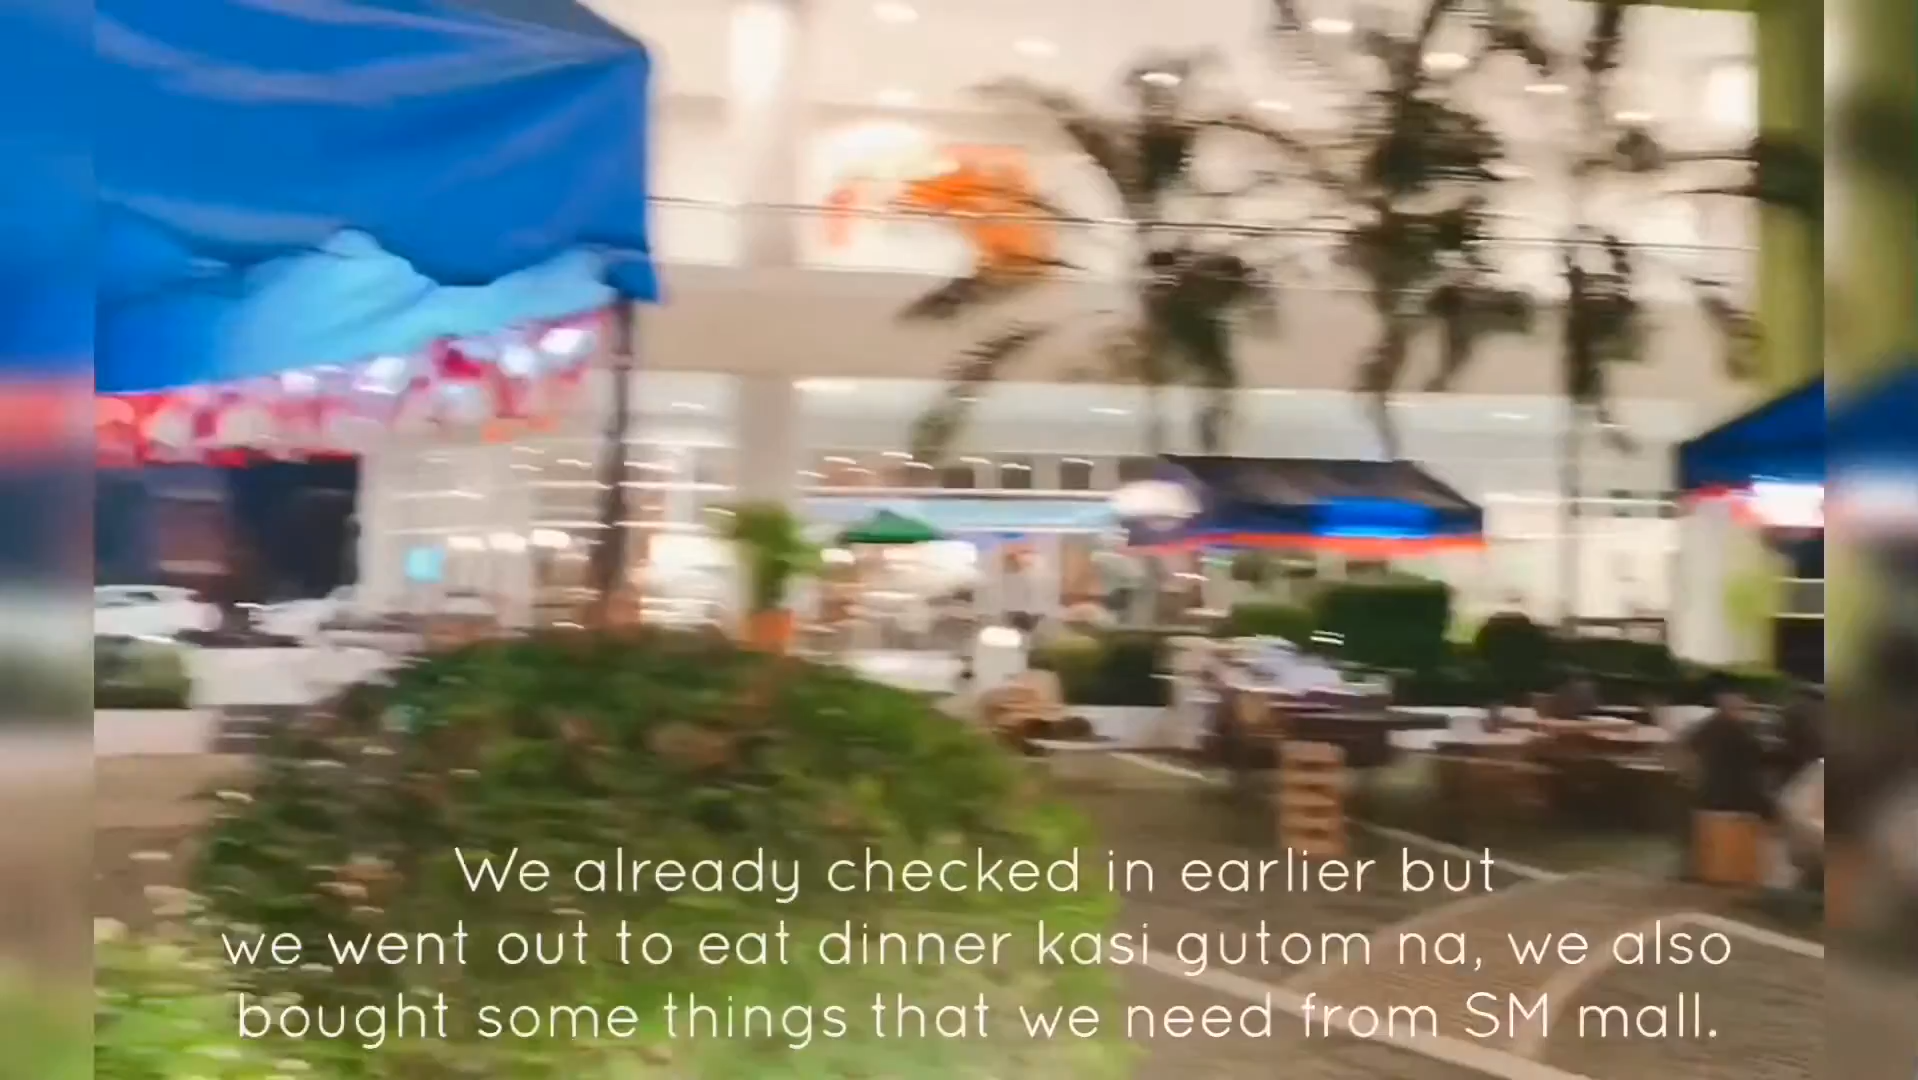 We already checked in earlier but
we went out to eat dinner kasi gutom na, we also
bought some things that we need from SM mall.